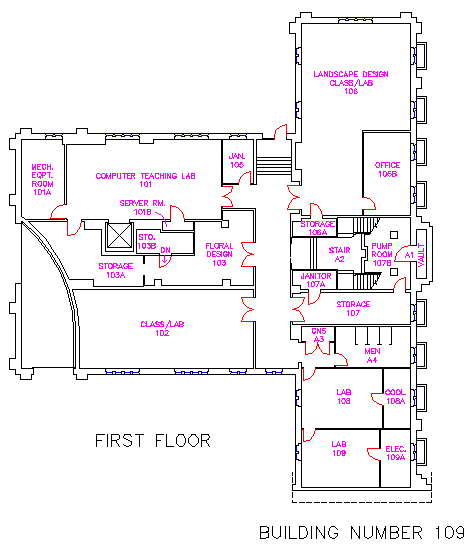 LANDSCAPE DESIGN
CLASS/LAB
106
MECH.
EQPT.
ROOM
101A
COMPUTER TEACHING LAB
101
JAN.
105
OFFICE
106B
SERVER RM.
101B
STO.
103B
DN
FLORAL
DESIGN
103
STORAGE
103A
STORAGE
106A
STAIR
A2
PUMP
ROOM
107B
A1
VAULT
JANITOR
107A
STORAGE
107
CLASS/LAB
102
CNS
A3
MEN
A4
LAB
108
COOL.
108A
LAB
109
ELEC.
109A
FIRST FLOOR
BUILDING NUMBER 109